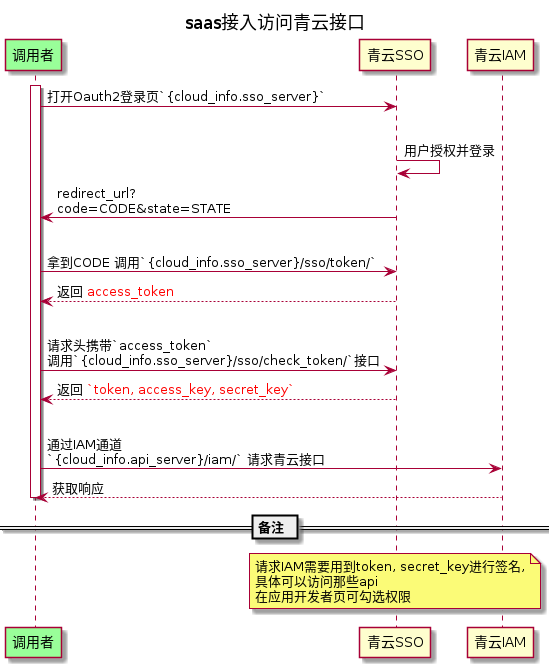 saas接入访问青云接口
调用者
青云SSO
青云IAM
打开Oauth2登录页`{cloud_info.sso_server}`
用户授权并登录
redirect_url?
code=CODE&state=STATE
拿到CODE 调用`{cloud_info.sso_server}/sso/token/`
返回 access_token
请求头携带`access_token`
调用`{cloud_info.sso_server}/sso/check_token/`接口
返回 `token, access_key, secret_key`
通过IAM通道
`{cloud_info.api_server}/iam/` 请求青云接口
获取响应
备注
请求IAM需要用到token, secret_key进行签名,
具体可以访问那些api
在应用开发者页可勾选权限
调用者
青云SSO
青云IAM